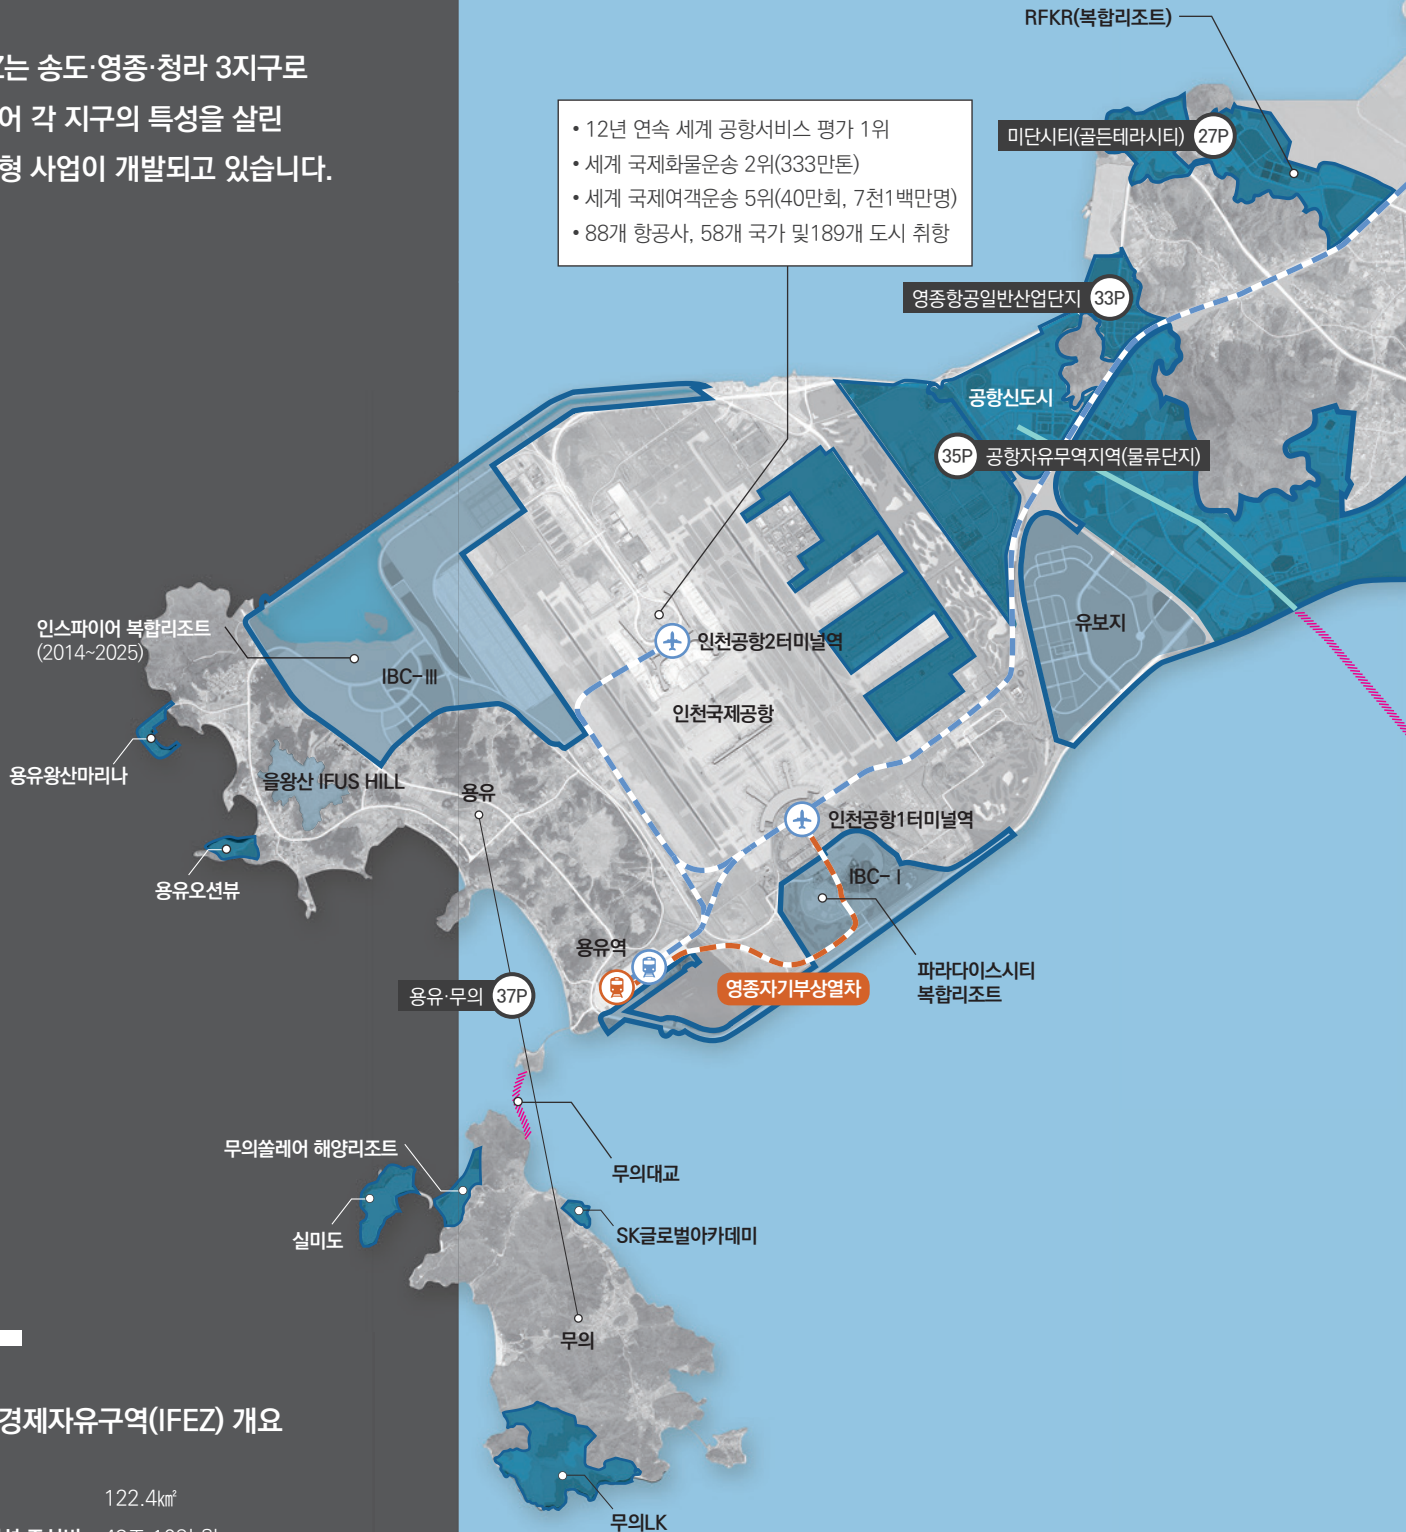 는 송도·영종·청라 3지구로
어 각 지구의 특성을 살린
형 사업이 개발되고 있습니다.
RFKR(복합리조트)
• 12년 연속 세계 공항서비스 평가 1위
• 세계 국제화물운송 2위(333만톤)
• 세계 국제여객운송 5위(40만회, 7천1백만명)
• 88개 항공사, 58개 국가 및189개 도시 취항
미단시티(골든테라시티) 27P
영종항공일반산업단지 33P
공항신도시
35P 공항자유무역지역(물류단지)
유보지
인스파이어 복합리조트
(2014~2025)
IBC-Ⅲ
인천공항2터미널역
인천국제공항
용유왕산마리나
을왕산 IFUS HILL
용유
인천공항1터미널역
용유오션뷰
IBC-Ⅰ
용유역
파라다이스시티
복합리조트
영종자기부상열차
용유·무의 37P
무의쏠레어 해양리조트
무의대교
실미도
SK글로벌아카데미
무의
경제자유구역(IFEZ) 개요
122.4㎢
무의LK